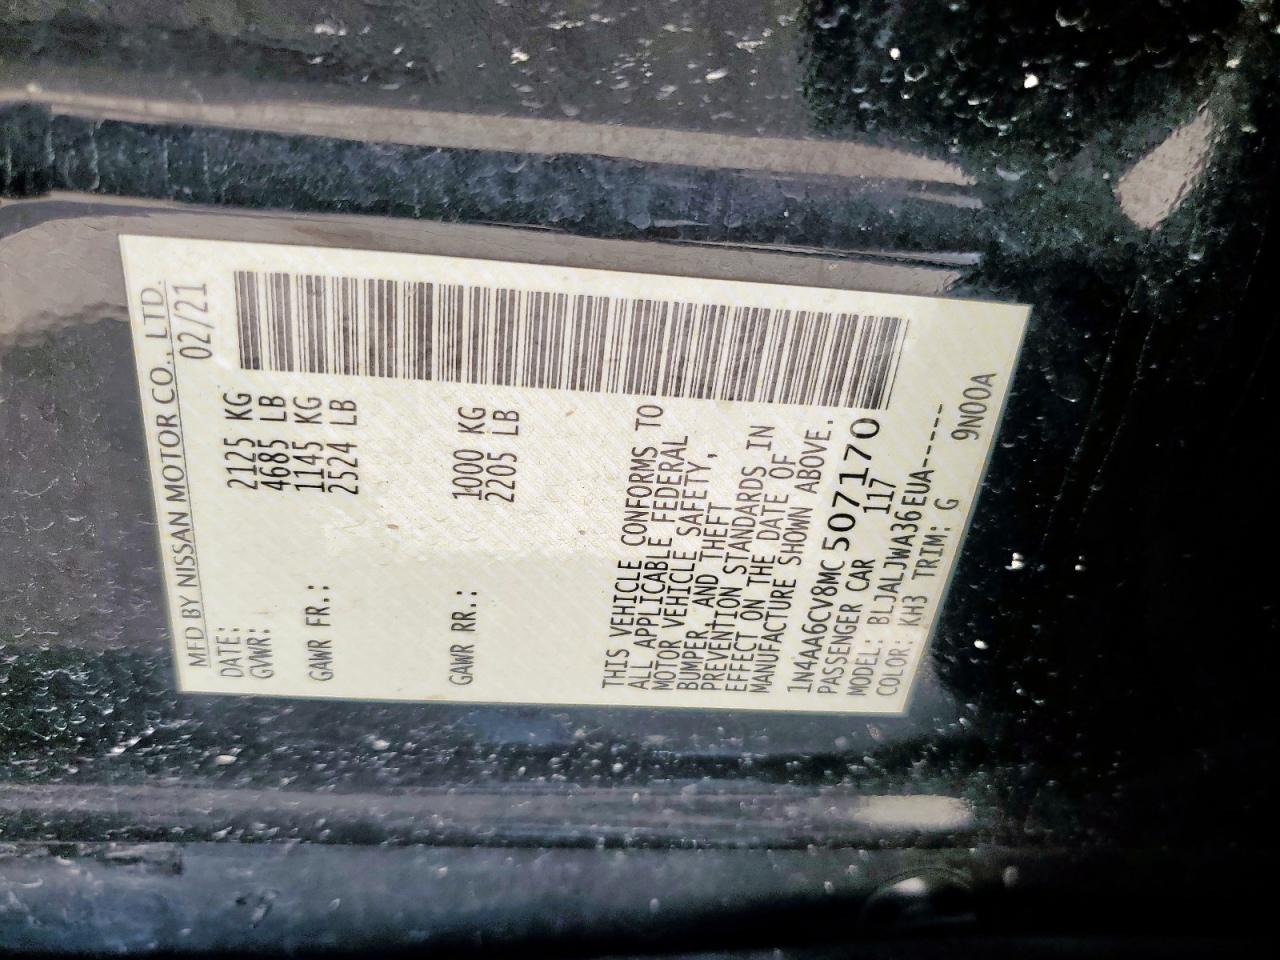 MFD BY NISSAN MOTOR CO., LTD.
DATE: 02/21
GVWR: 2125 KG
4685 LB
GAWR FR.: 1145 KG
2524 LB
GAWR RR.: 1000 KG
2205 LB
THIS VEHICLE CONFORMS TO
ALL APPLICABLE FEDERAL
MOTOR VEHICLE SAFETY,
BUMPER, AND THEFT
PREVENTION STANDARDS IN
EFFECT ON THE DATE OF
MANUFACTURE SHOWN ABOVE.
1N4AA6CV8MC507170
PASSENGER CAR 117
MODEL: BLJALJWA36EUA-----
COLOR: KH3 TRIM: G 9N00A